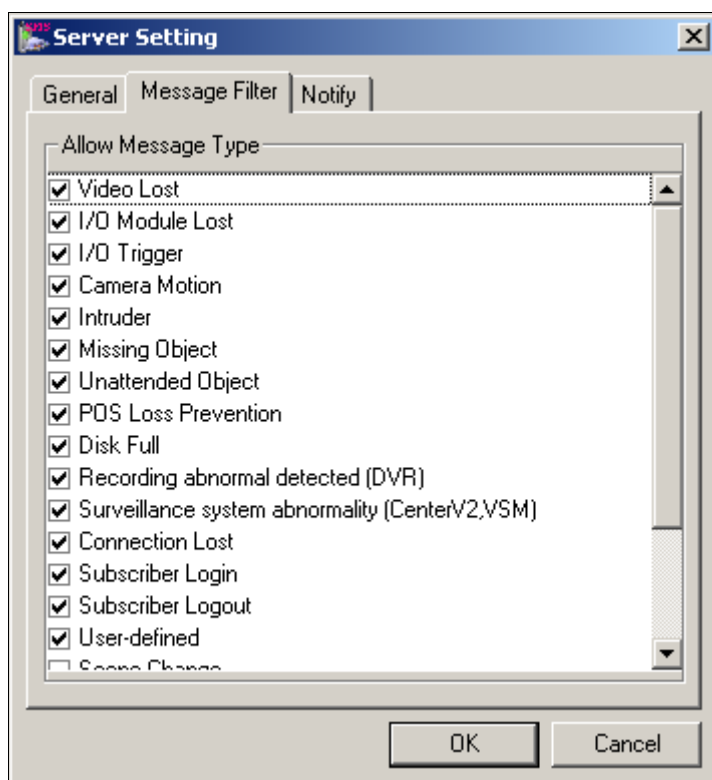 Server Setting
General Message Filter Notify
Allow Message Type
Video Lost
I/O Module Lost
I/O Trigger
Camera Motion
Intruder
Missing Object
Unattended Object
POS Loss Prevention
Disk Full
Recording abnormal detected (DVR)
Surveillance system abnormality (CenterV2,VSM)
Connection Lost
Subscriber Login
Subscriber Logout
User-defined
Scene Change
OK Cancel